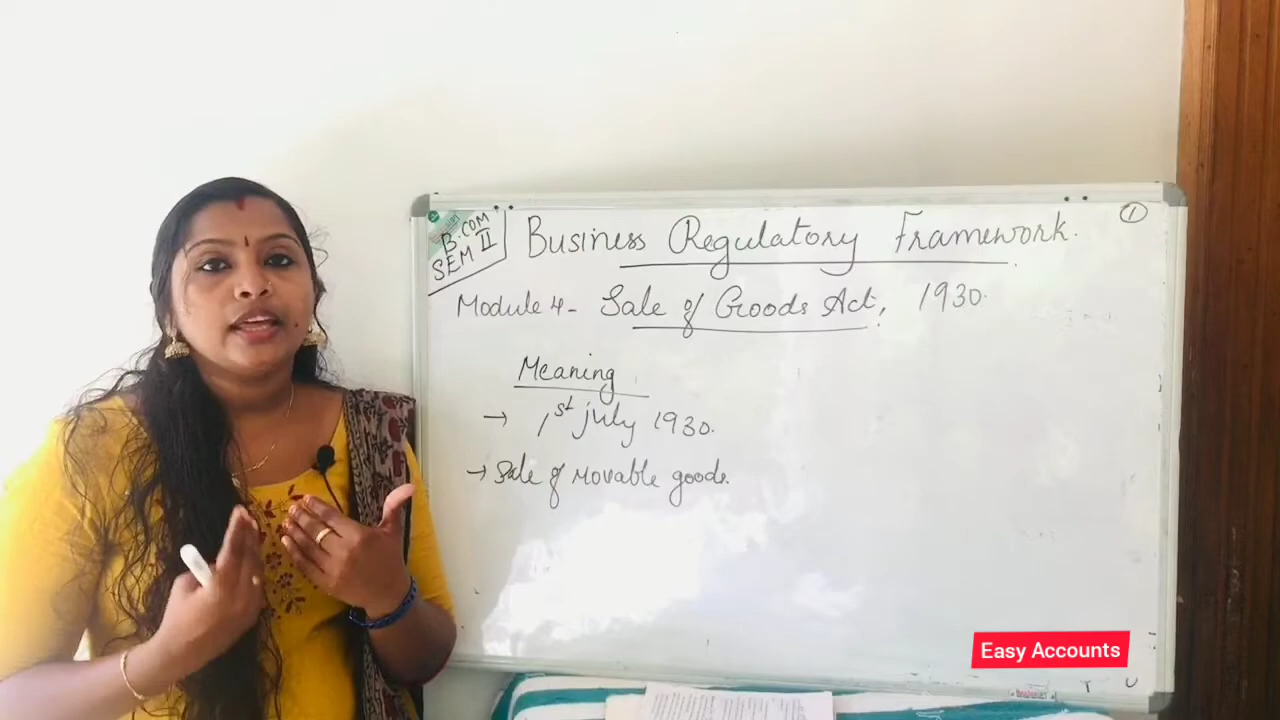 B.COM
SEM II
Business Regulatory Framework.
1
Module 4 - Sale of Goods Act, 1930.
Meaning
→ 1st july 1930.
→ Sale of Movable goods.
Easy Accounts